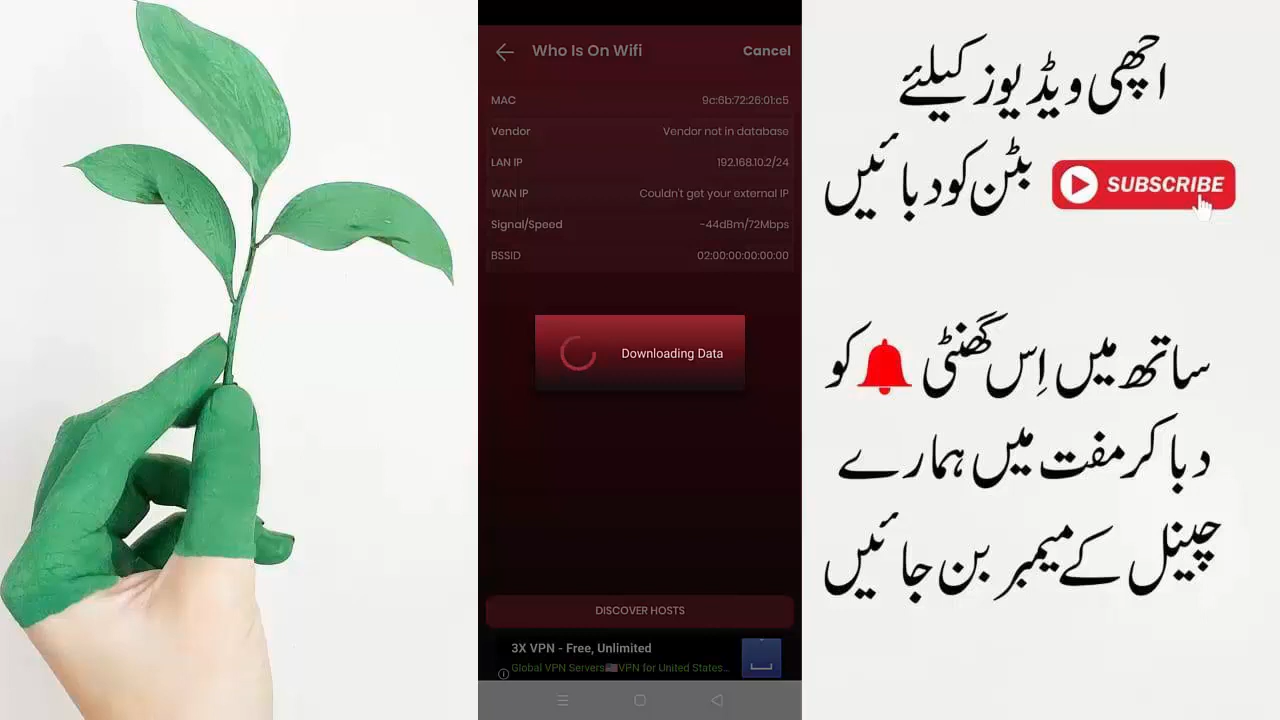 Who Is On Wifi
Cancel
MAC 9c:6b:72:26:01:c5
Vendor Vendor not in database
LAN IP 192.168.10.2/24
WAN IP Couldn't get your external IP
Signal/Speed -44dBm/72Mbps
BSSID 02:00:00:00:00:00
Downloading Data
DISCOVER HOSTS
3X VPN - Free, Unlimited
Global VPN Servers🇺🇸VPN for United States...
اچھی ویڈیوز کیلئے
SUBSCRIBE بٹن کو دبائیں
ساتھ میں اِس گھنٹی کو
دبا کر مفت میں ہمارے
چینل کے میمبر بن جائیں